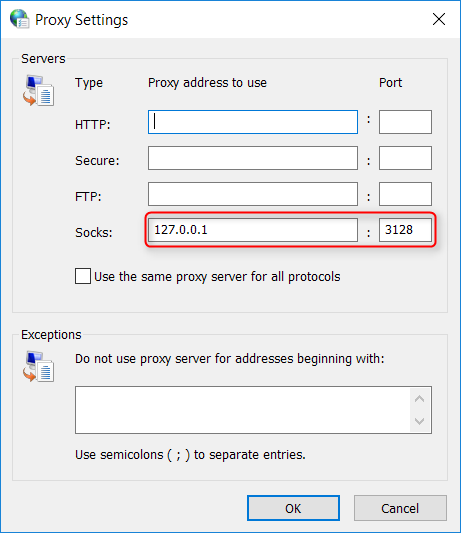 Proxy Settings
Servers
Type Proxy address to use Port
HTTP: :
Secure: :
FTP: :
Socks: 127.0.0.1 : 3128
Use the same proxy server for all protocols
Exceptions
Do not use proxy server for addresses beginning with:
Use semicolons ( ; ) to separate entries.
OK Cancel